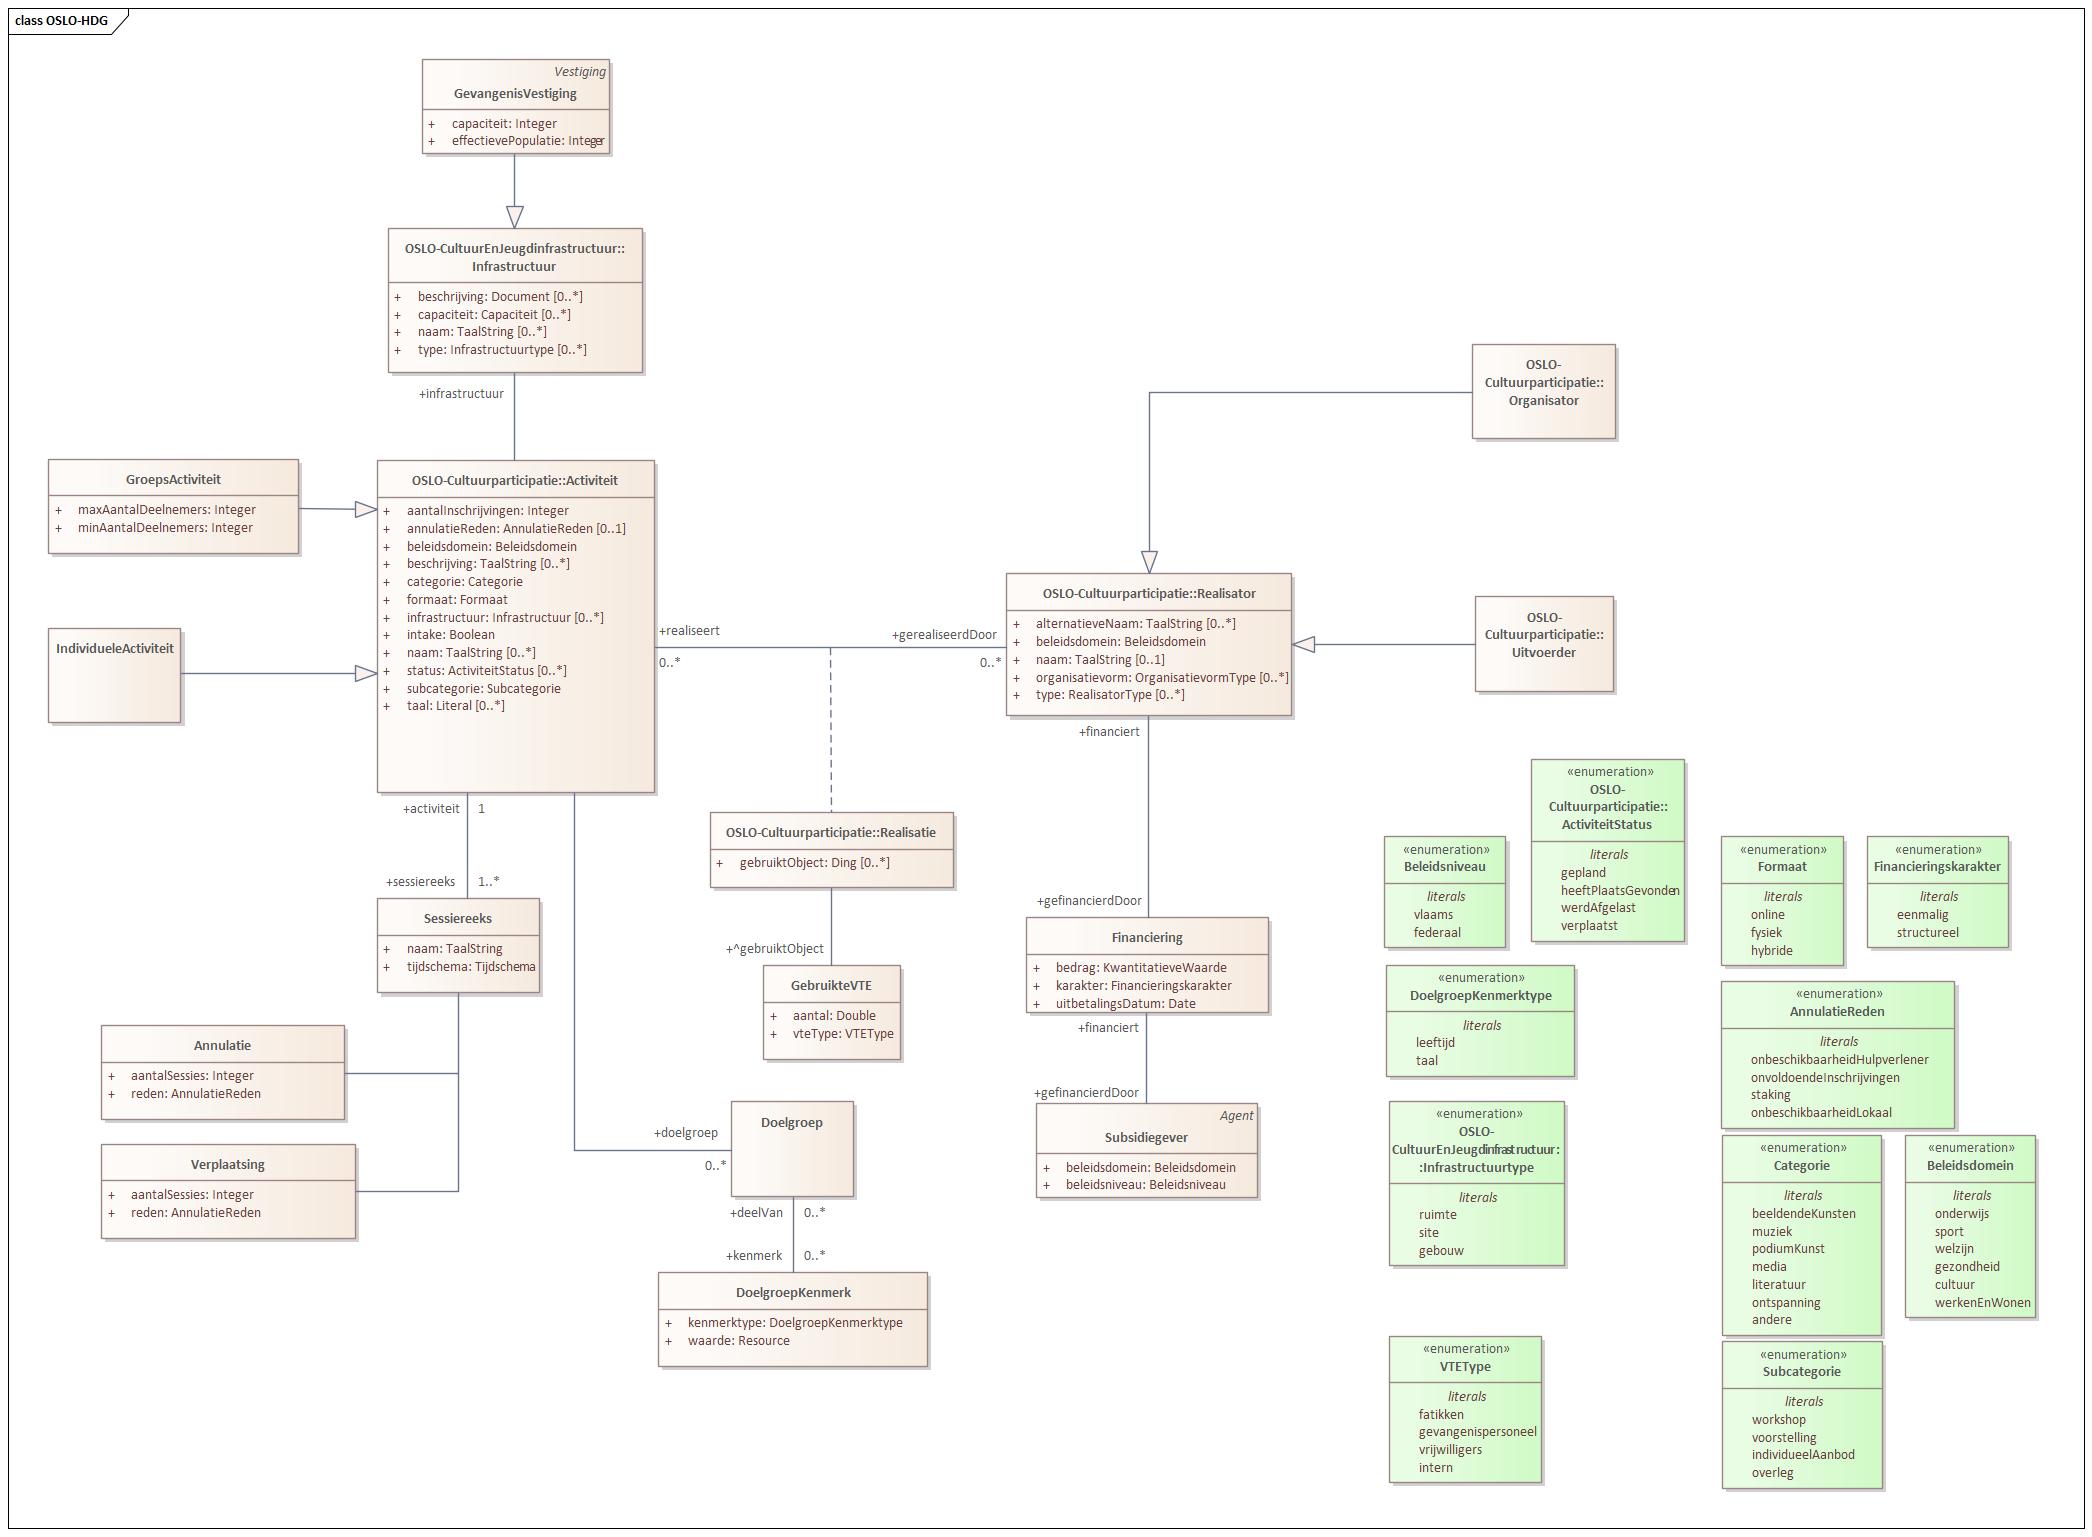 class OSLO-HDG
Vestiging
GevangenisVestiging
+ capaciteit: Integer
+ effectievePopulatie: Integer
OSLO-CultuurEnJeugdinfrastructuur::
Infrastructuur
+ beschrijving: Document [0..*]
+ capaciteit: Capaciteit [0..*]
+ naam: TaalString [0..*]
+ type: Infrastructuurtype [0..*]
+infrastructuur
GroepsActiviteit
+ maxAantalDeelnemers: Integer
+ minAantalDeelnemers: Integer
IndividueleActiviteit
OSLO-Cultuurparticipatie::Activiteit
+ aantalInschrijvingen: Integer
+ annulatieReden: AnnulatieReden [0..1]
+ beleidsdomein: Beleidsdomein
+ beschrijving: TaalString [0..*]
+ categorie: Categorie
+ formaat: Formaat
+ infrastructuur: Infrastructuur [0..*]
+ intake: Boolean
+ naam: TaalString [0..*]
+ status: ActiviteitStatus [0..*]
+ subcategorie: Subcategorie
+ taal: Literal [0..*]
+realiseert
0..*
+gerealiseerdDoor
0..*
OSLO-
Cultuurparticipatie::
Organisator
OSLO-Cultuurparticipatie::Realisator
+ alternatieveNaam: TaalString [0..*]
+ beleidsdomein: Beleidsdomein
+ naam: TaalString [0..1]
+ organisatievorm: OrganisatievormType [0..*]
+ type: RealisatorType [0..*]
OSLO-
Cultuurparticipatie::
Uitvoerder
+financiert
+gefinancierdDoor
Financiering
+ bedrag: KwantitatieveWaarde
+ karakter: Financieringskarakter
+ uitbetalingsDatum: Date
+financiert
+gefinancierdDoor
Agent
Subsidiegever
+ beleidsdomein: Beleidsdomein
+ beleidsniveau: Beleidsniveau
OSLO-Cultuurparticipatie::Realisatie
+ gebruiktObject: Ding [0..*]
+^gebruiktObject
GebruikteVTE
+ aantal: Double
+ vteType: VTEType
+activiteit 1
+sessiereeks 1..*
Sessiereeks
+ naam: TaalString
+ tijdschema: Tijdschema
Annulatie
+ aantalSessies: Integer
+ reden: AnnulatieReden
Verplaatsing
+ aantalSessies: Integer
+ reden: AnnulatieReden
+doelgroep
0..*
Doelgroep
+deelVan 0..*
+kenmerk 0..*
DoelgroepKenmerk
+ kenmerktype: DoelgroepKenmerktype
+ waarde: Resource
«enumeration»
Beleidsniveau
literals
vlaams
federaal
«enumeration»
OSLO-
Cultuurparticipatie::
ActiviteitStatus
literals
gepland
heeftPlaatsGevonden
werdAfgelast
verplaatst
«enumeration»
Formaat
literals
online
fysiek
hybride
«enumeration»
Financieringskarakter
literals
eenmalig
structureel
«enumeration»
DoelgroepKenmerktype
literals
leeftijd
taal
«enumeration»
AnnulatieReden
literals
onbeschikbaarheidHulpverlener
onvoldoendeInschrijvingen
staking
onbeschikbaarheidLokaal
«enumeration»
OSLO-
CultuurEnJeugdinfrastructuur:
:Infrastructuurtype
literals
ruimte
site
gebouw
«enumeration»
Categorie
literals
beeldendeKunsten
muziek
podiumKunst
media
literatuur
ontspanning
andere
«enumeration»
Beleidsdomein
literals
onderwijs
sport
welzijn
gezondheid
cultuur
werkenEnWonen
«enumeration»
VTEType
literals
fatikken
gevangenispersoneel
vrijwilligers
intern
«enumeration»
Subcategorie
literals
workshop
voorstelling
individueelAanbod
overleg